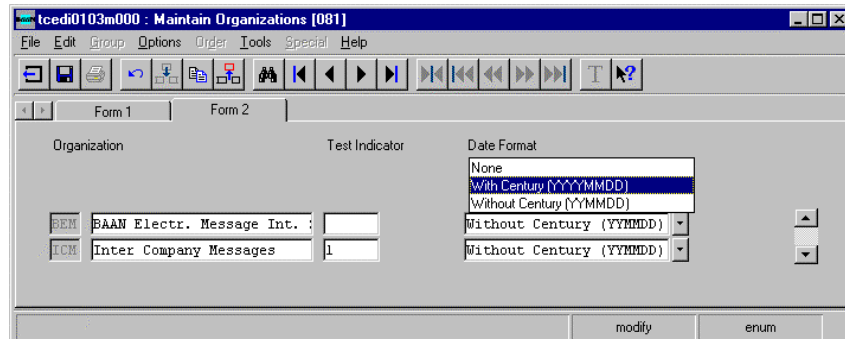 BAAN tcedi0103m000 : Maintain Organizations [081]
File Edit Group Options Order Tools Special Help
T ?
Form 1 Form 2
Organization Test Indicator Date Format
None
With Century (YYYYMMDD)
Without Century (YYMMDD)
BEM BAAN Electr. Message Int. Without Century (YYMMDD)
ICM Inter Company Messages 1 Without Century (YYMMDD)
modify enum